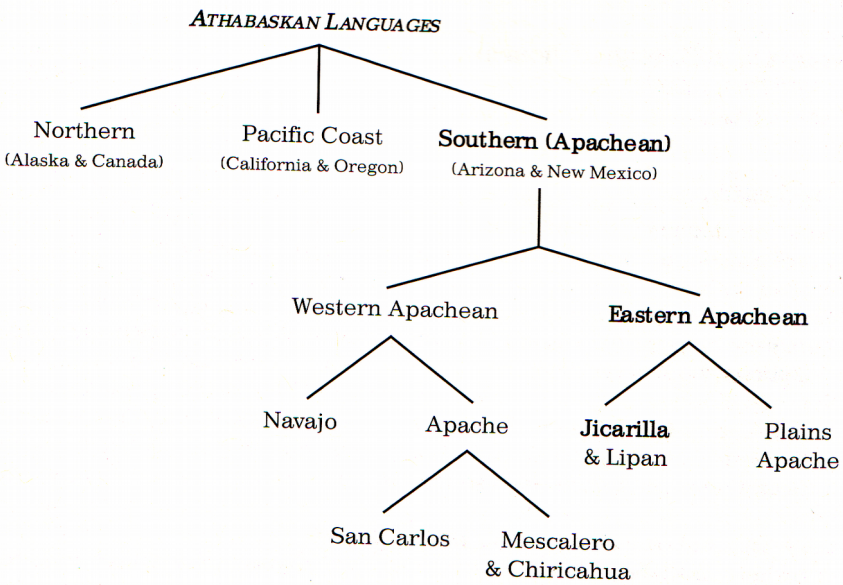 ATHABASKAN LANGUAGES
Northern
(Alaska & Canada)
Pacific Coast
(California & Oregon)
Southern (Apachean)
(Arizona & New Mexico)
Western Apachean
Eastern Apachean
Navajo
Apache
Jicarilla
& Lipan
Plains
Apache
San Carlos
Mescalero
& Chiricahua